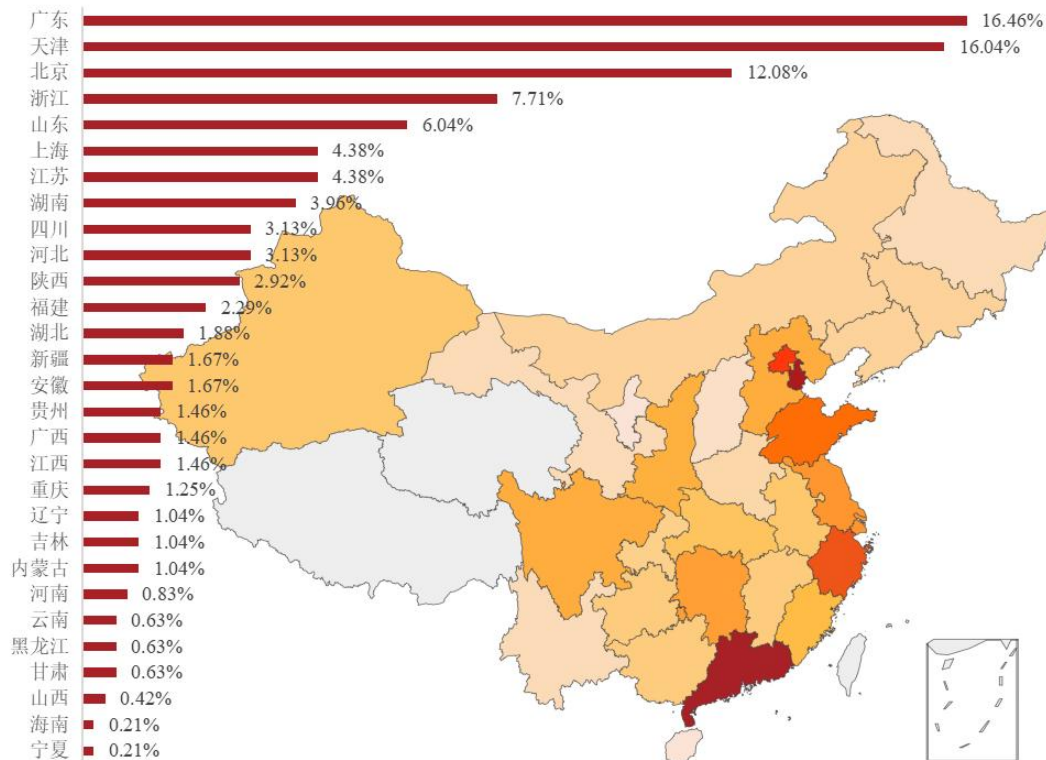 广东 16.46%
天津 16.04%
北京 12.08%
浙江 7.71%
山东 6.04%
上海 4.38%
江苏 4.38%
湖南 3.96%
四川 3.13%
河北 3.13%
陕西 2.92%
福建 2.29%
湖北 1.88%
新疆 1.67%
安徽 1.67%
贵州 1.46%
广西 1.46%
江西 1.46%
重庆 1.25%
辽宁 1.04%
吉林 1.04%
内蒙古 1.04%
河南 0.83%
云南 0.63%
黑龙江 0.63%
甘肃 0.63%
山西 0.42%
海南 0.21%
宁夏 0.21%